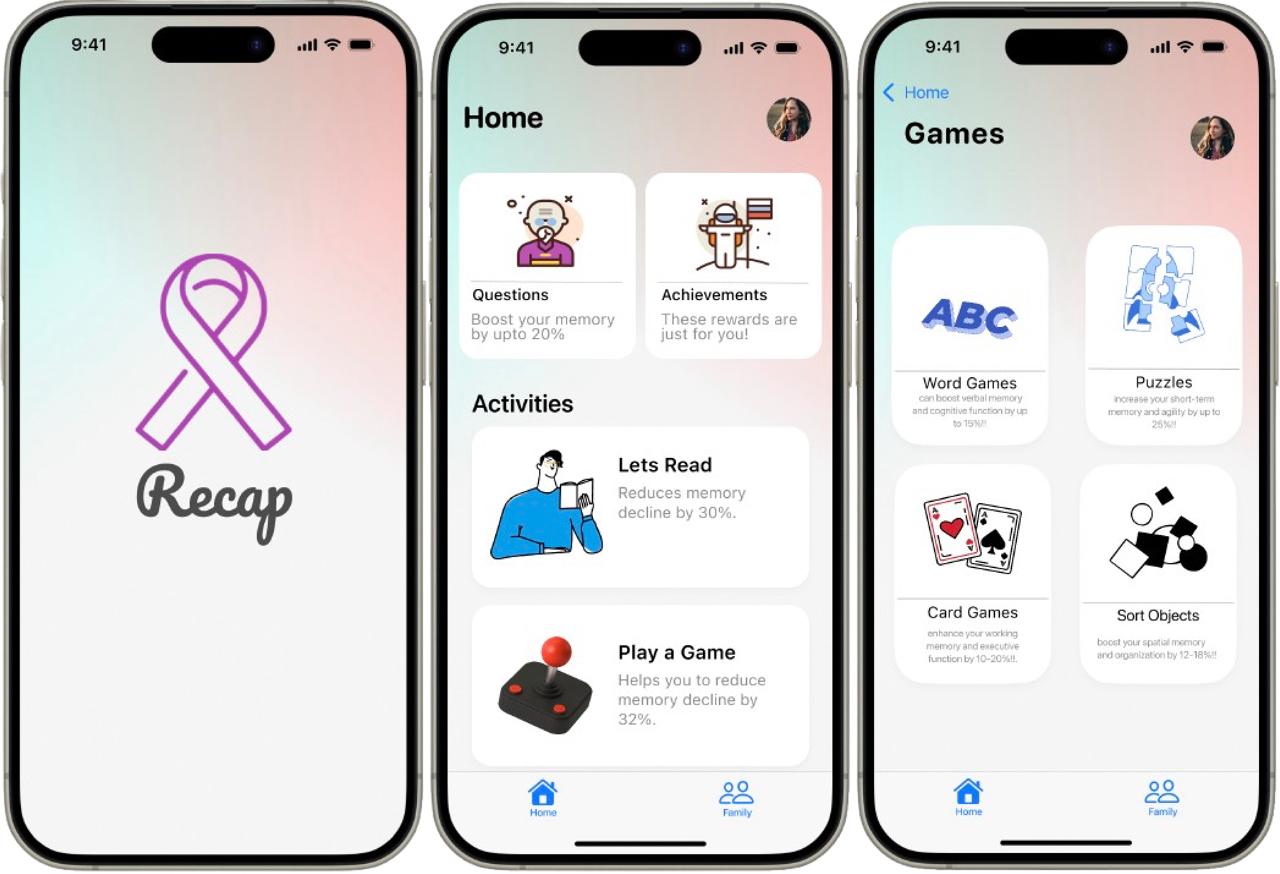 9:41
Recap
9:41
Home
Questions
Boost your memory
by upto 20%
Achievements
These rewards are
just for you!
Activities
Lets Read
Reduces memory
decline by 30%.
Play a Game
Helps you to reduce
memory decline by
32%.
Home
Family
9:41
Home
Games
ABC
Word Games
can boost verbal memory
and cognitive function by up
to 15%!!
Puzzles
increase your short-term
memory and agility by up to
25%!!
A
A
A
A
Card Games
enhance your working
memory and executive
function by 10-20%!!.
Sort Objects
boost your spatial memory
and organization by 12-18%!!
Home
Family